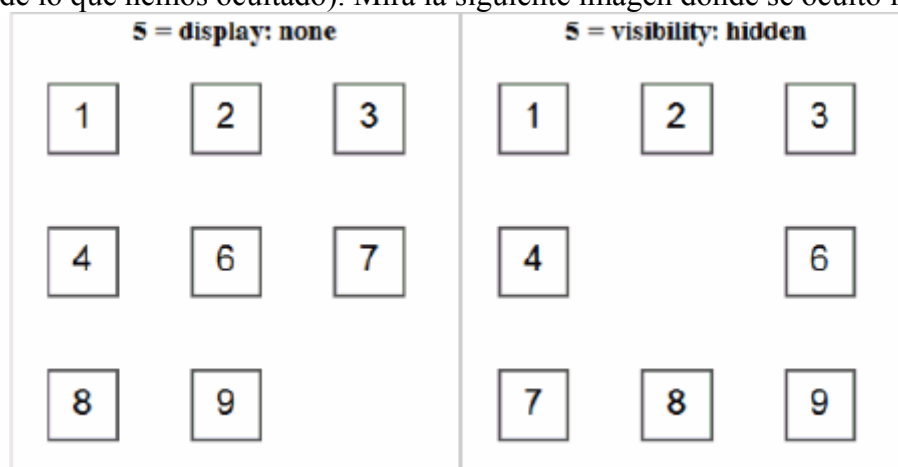 de lo que hemos ocultado). Mira la siguiente imagen donde se ocultó
5 = display: none
1 2 3
4 6 7
8 9
5 = visibility: hidden
1 2 3
4 6
7 8 9